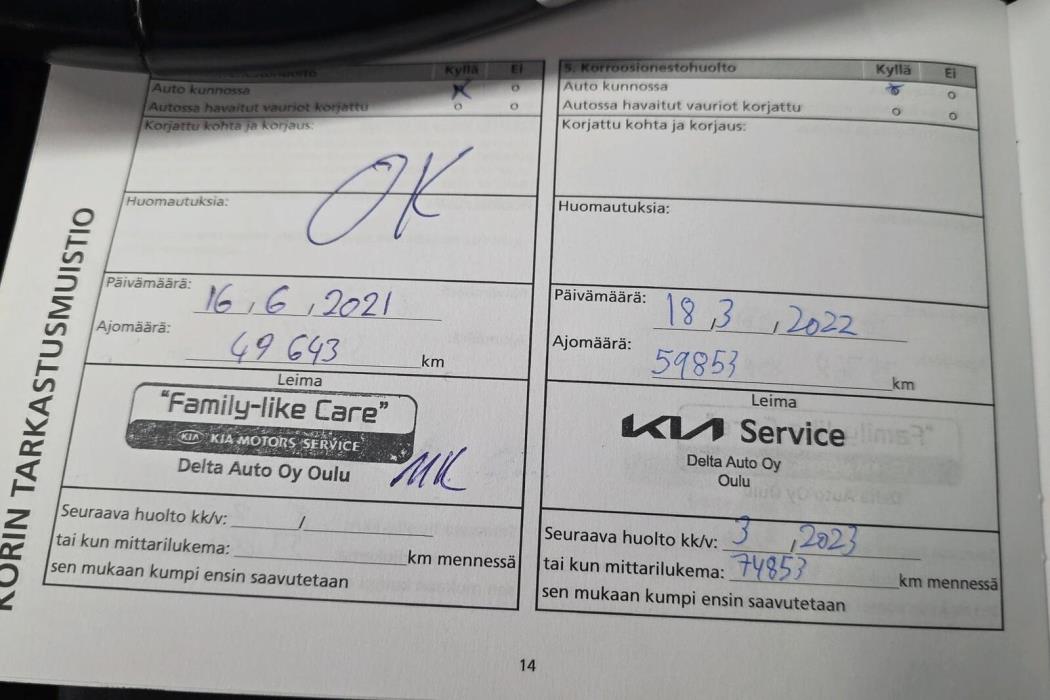 KORIN TARKASTUSMUISTIO
Kyllä Ei
Auto kunnossa
Autossa havaitut vauriot korjattu
Korjattu kohta ja korjaus:
OK
Huomautuksia:
Päivämäärä: 16,6,2021
Ajomäärä: 49 643 km
Leima
"Family-like Care"
KIA KIA MOTORS SERVICE
Delta Auto Oy Oulu
MK
Seuraava huolto kk/v: /
tai kun mittarilukema: km mennessä
sen mukaan kumpi ensin saavutetaan
5. Korroosionestohuolto Kyllä Ei
Auto kunnossa
Autossa havaitut vauriot korjattu
Korjattu kohta ja korjaus:
Huomautuksia:
Päivämäärä: 18,3,2022
Ajomäärä: 59853 km
Leima
KIA Service
Delta Auto Oy
Oulu
Seuraava huolto kk/v: 3,2023
tai kun mittarilukema: 74853 km mennessä
sen mukaan kumpi ensin saavutetaan
14